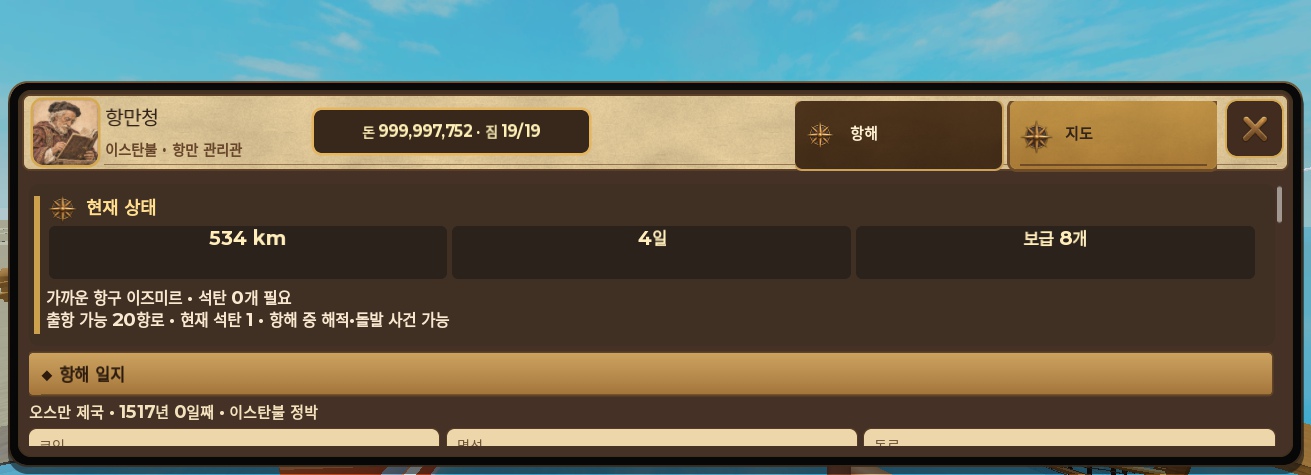 항만청
이스탄불 • 항만 관리관
돈 999,997,752 · 짐 19/19
항해
지도
현재 상태
534 km
4일
보급 8개
가까운 항구 이즈미르 • 석탄 0개 필요
출항 가능 20항로 • 현재 석탄 1 • 항해 중 해적•돌발 사건 가능
◆ 항해 일지
오스만 제국 • 1517년 0일째 • 이스탄불 정박